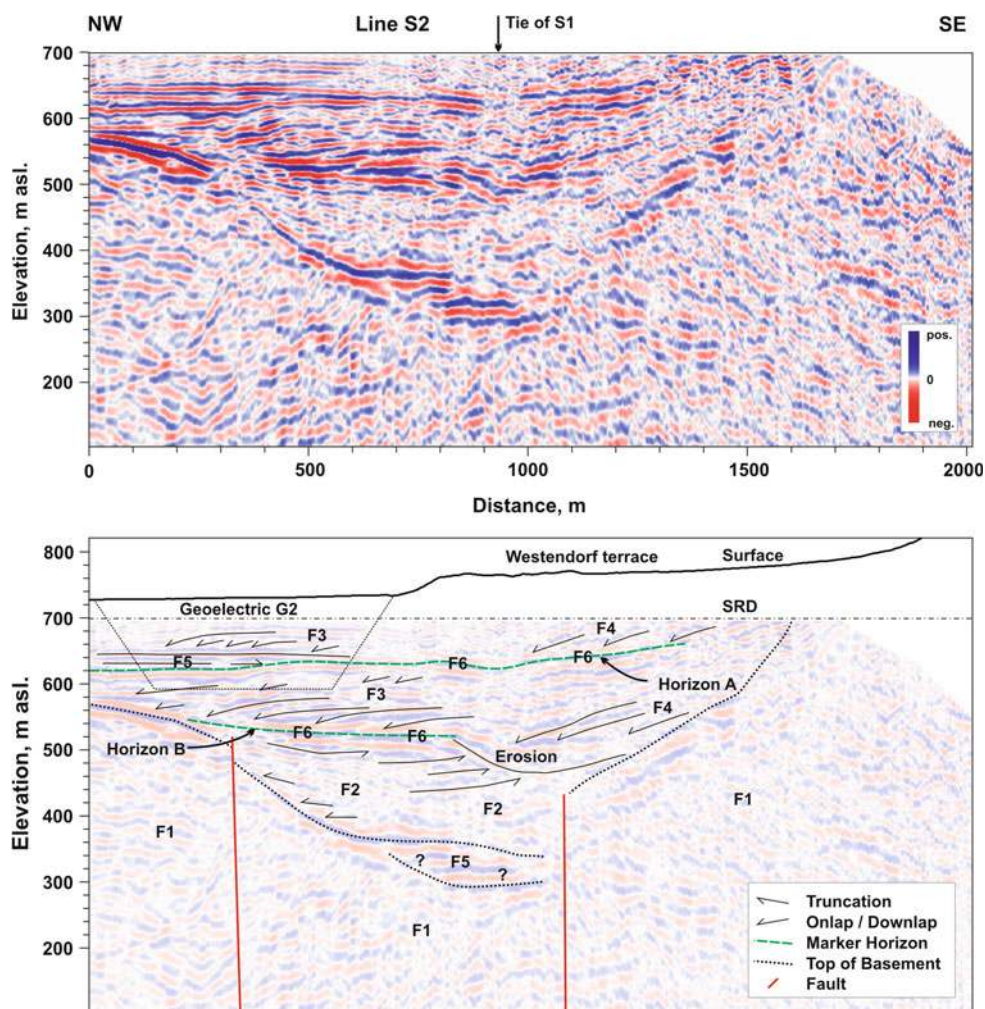 NW Line S2 Tie of S1 SE
700
600
500
400
300
200
Elevation, m asl.
pos.
0
neg.
0 500 1000 1500 2000
Distance, m
800
700
600
500
400
300
200
Elevation, m asl.
Westendorf terrace Surface
Geoelectric G2 SRD
F3 F4
F5 F6 F6
Horizon A
F3
F4
F6 F6
Horizon B Erosion
F2
F2
F1 F1
? F5
?
F1
Truncation
Onlap / Downlap
Marker Horizon
Top of Basement
Fault